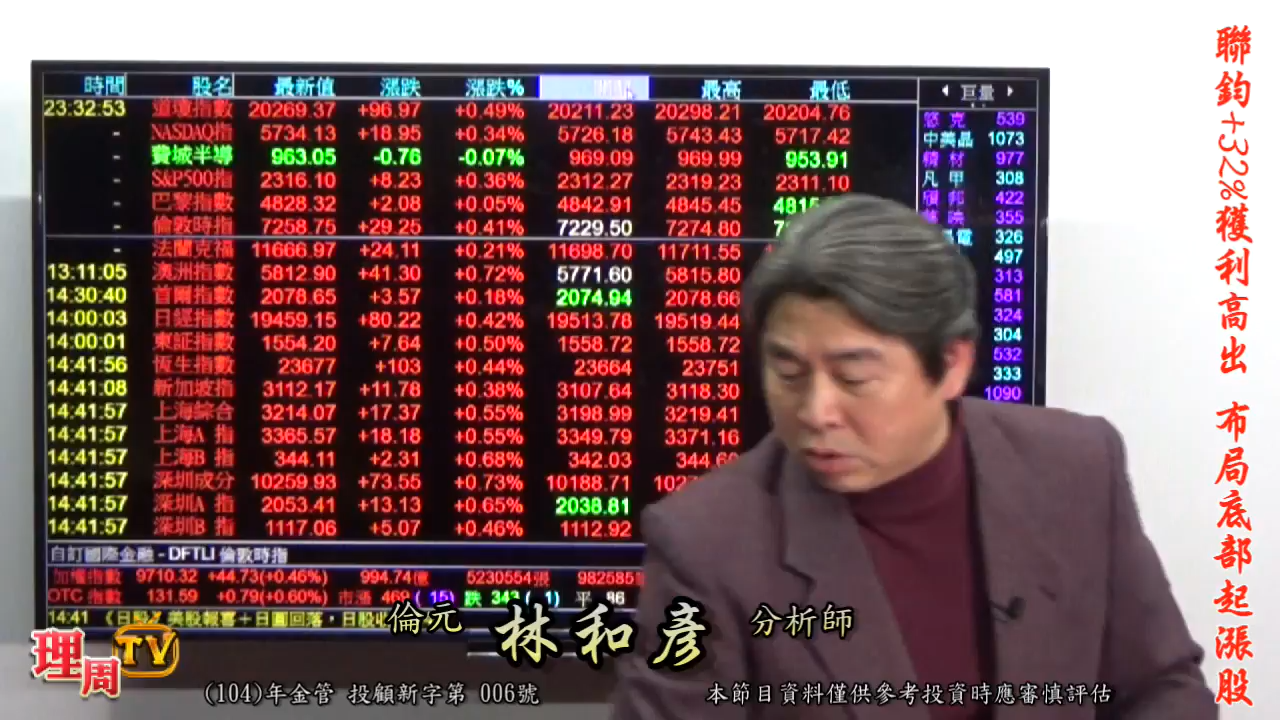 時間 股名 最新值 漲跌 漲跌% 最高 最低
23:32:53 道瓊指數 20269.37 +96.97 +0.49% 20211.23 20298.21 20204.76
- NASDAQ指 5734.13 +18.95 +0.34% 5726.18 5743.43 5717.42
- 費城半導 963.05 -0.76 -0.07% 969.09 969.99 953.91
- S&P500指 2316.10 +8.23 +0.36% 2312.27 2319.23 2311.10
- 巴黎指數 4828.32 +2.08 +0.05% 4842.91 4845.45
- 倫敦時指 7258.75 +29.25 +0.41% 7229.50 7274.80
- 法蘭克福 11666.97 +24.11 +0.21% 11698.70 11711.55
13:11:05 澳洲指數 5812.90 +41.30 +0.72% 5771.60 5815.80
14:30:40 首爾指數 2078.65 +3.57 +0.18% 2074.94 2078.66
14:00:03 日經指數 19459.15 +80.22 +0.42% 19513.78 19519.44
14:00:01 東証指數 1554.20 +7.64 +0.50% 1558.72 1558.72
14:41:56 恆生指數 23677 +103 +0.44% 23664 23751
14:41:08 新加坡指 3112.17 +11.78 +0.38% 3107.64 3118.30
14:41:57 上海綜合 3214.07 +17.37 +0.55% 3198.99 3219.41
14:41:57 上海A 指 3365.57 +18.18 +0.55% 3349.79 3371.16
14:41:57 上海B 指 344.11 +2.31 +0.68% 342.03
14:41:57 深圳成分 10259.93 +73.55 +0.73% 10188.71
14:41:57 深圳A 指 2053.41 +13.13 +0.65% 2038.81
14:41:57 深圳B 指 1117.06 +5.07 +0.46% 1112.92
巨量
539
中美晶 1073
精材 977
凡甲 308
422
355
電 326
497
313
581
324
304
532
333
1090
自訂國際金融 - DFTLI 倫敦時指
加權指數 9710.32 +44.73(+0.46%) 994.74億 5230554張 982585
OTC 指數 131.59 +0.79(+0.60%) 市漲 468( 15) 跌 343( 1) 平 86
14:41 《日股》美股報喜＋日圓回落，日股收
倫元 林和彥 分析師
理周TV
(104)年金管 投顧新字第 006號
本節目資料僅供參考投資時應審慎評估
聯鈞+32%獲利高出 布局底部起漲股